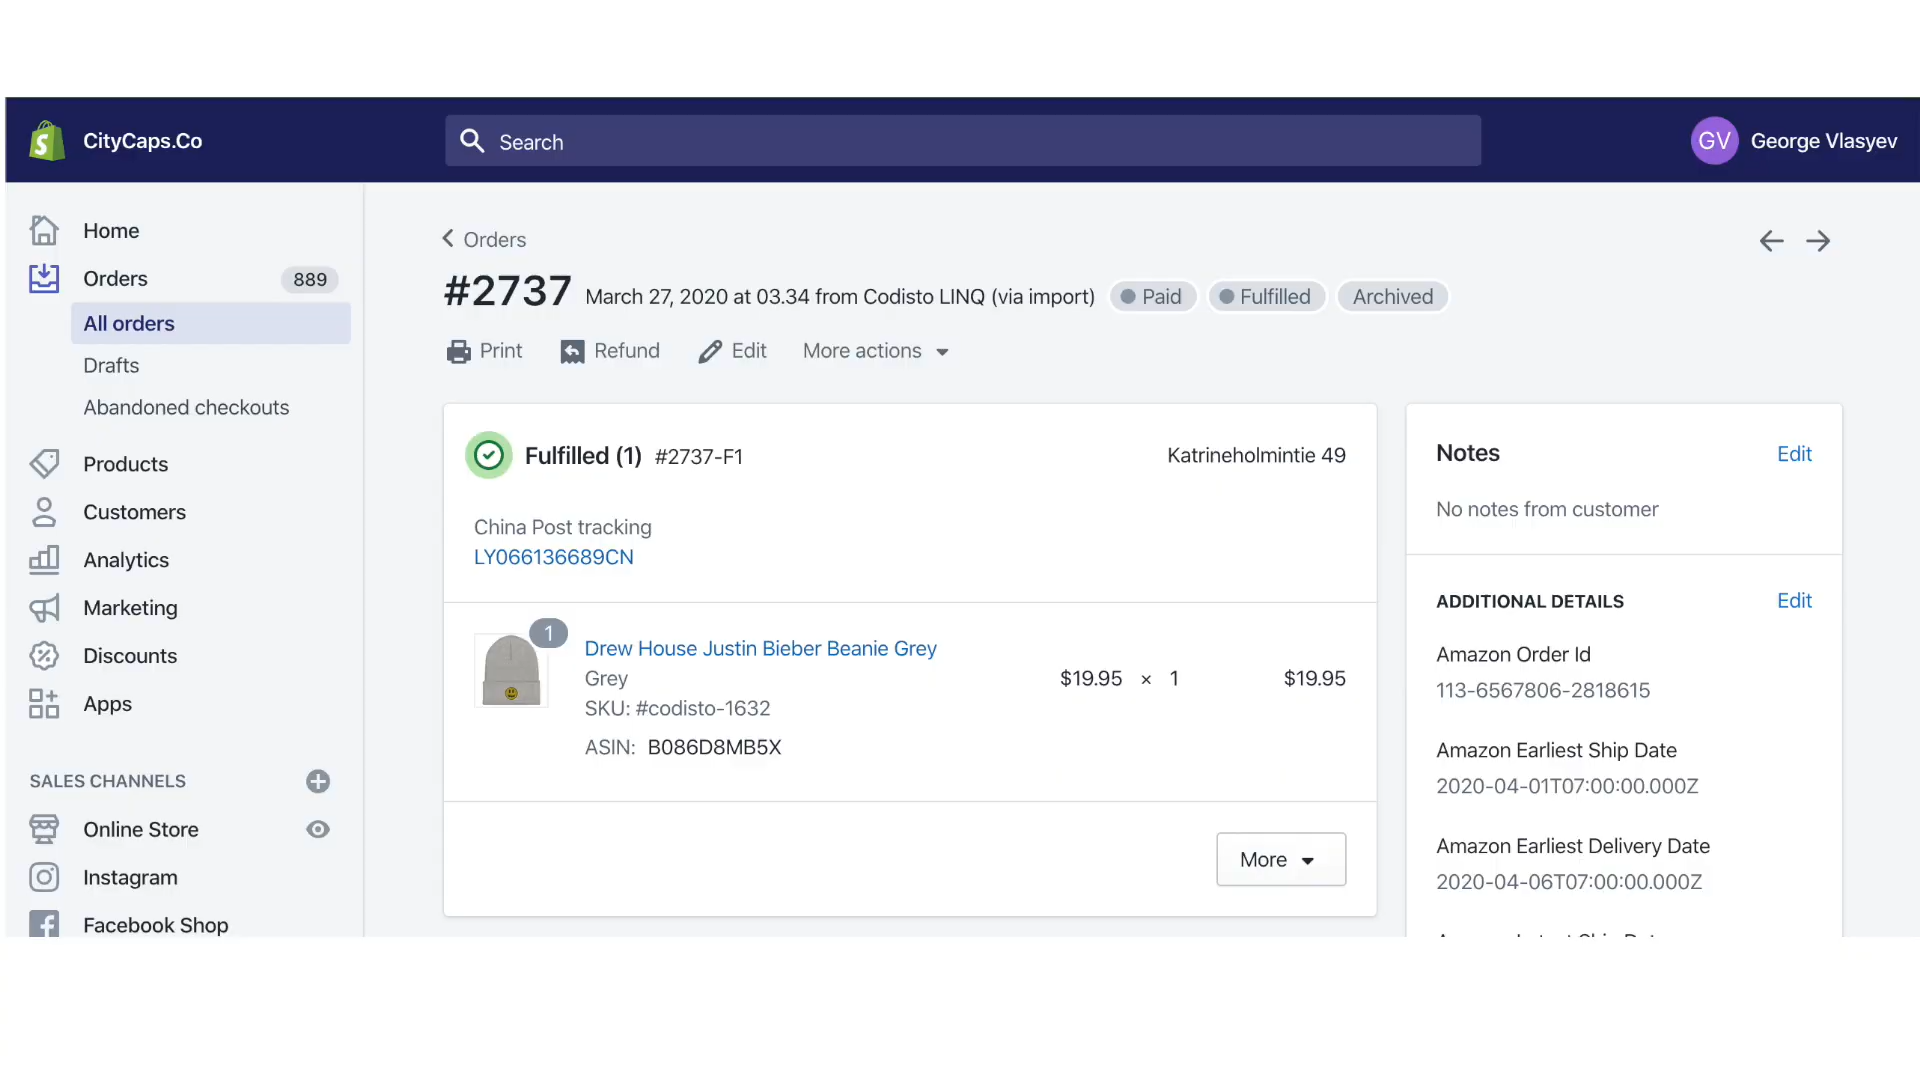 CityCaps.Co
Search
GV George Vlasyev
Home
Orders 889
All orders
Drafts
Abandoned checkouts
Products
Customers
Analytics
Marketing
Discounts
Apps
SALES CHANNELS
Online Store
Instagram
Facebook Shop
Orders
#2737 March 27, 2020 at 03.34 from Codisto LINQ (via import) Paid Fulfilled Archived
Print Refund Edit More actions
Fulfilled (1) #2737-F1 Katrineholmintie 49
China Post tracking
LY066136689CN
1
Drew House Justin Bieber Beanie Grey
Grey $19.95 × 1 $19.95
SKU: #codisto-1632
ASIN: B086D8MB5X
More
Notes Edit
No notes from customer
ADDITIONAL DETAILS Edit
Amazon Order Id
113-6567806-2818615
Amazon Earliest Ship Date
2020-04-01T07:00:00.000Z
Amazon Earliest Delivery Date
2020-04-06T07:00:00.000Z